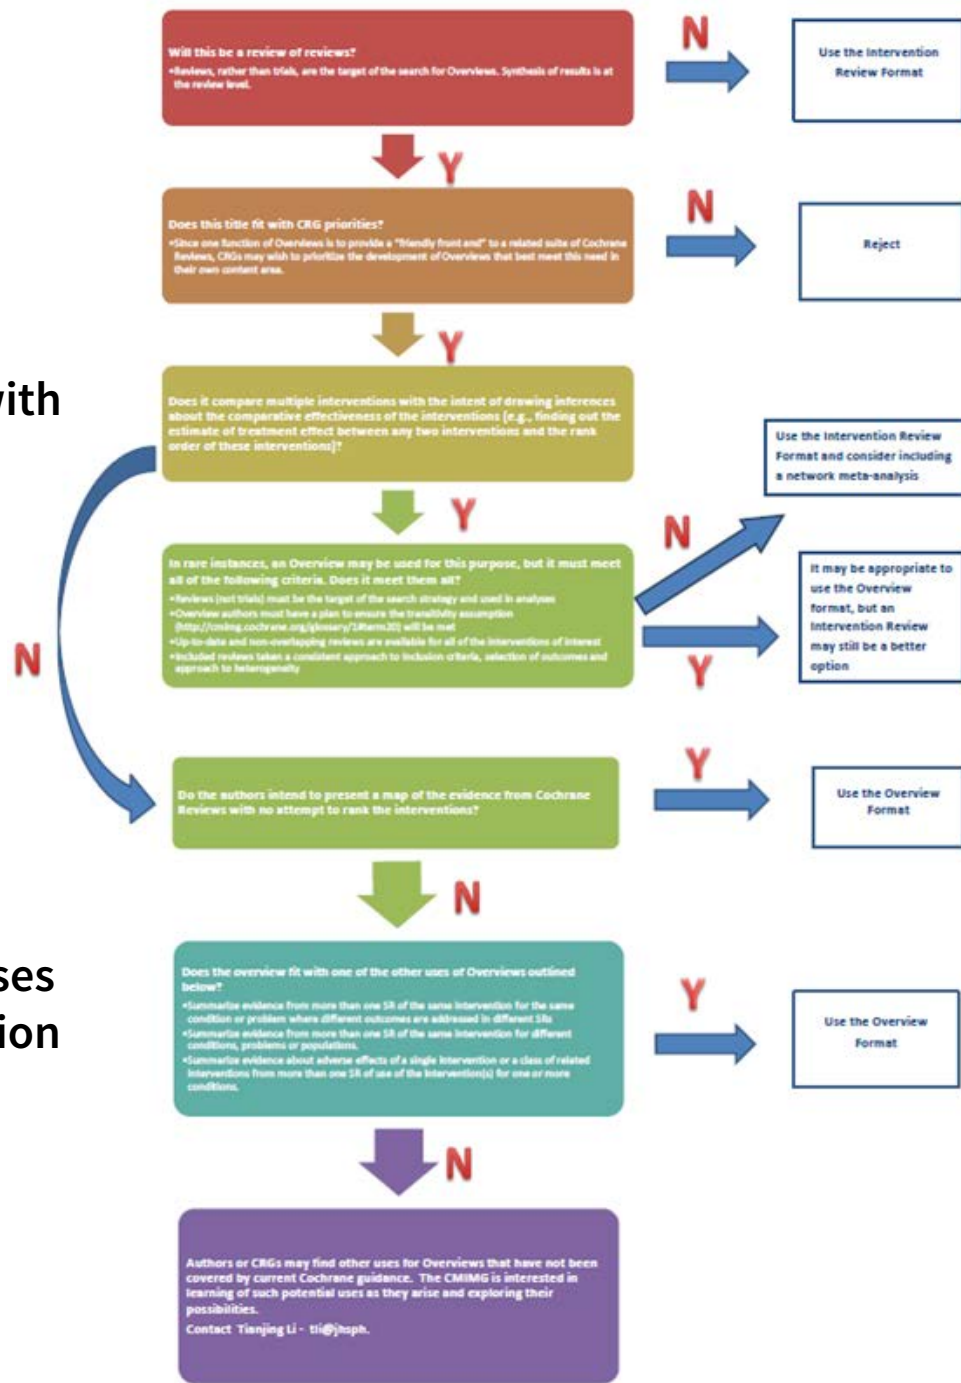 Will this be a review of reviews?
•Reviews, rather than trials, are the target of the search for Overviews. Synthesis of results is at
the review level.
N
Use the Intervention
Review Format
Y
Does this title fit with CRG priorities?
•Since one function of Overviews is to provide a "friendly front end" to a related suite of Cochrane
Reviews, CRGs may wish to prioritize the development of Overviews that best meet this need in
their own content area.
N
Reject
Y
with
Does it compare multiple interventions with the intent of drawing inferences
about the comparative effectiveness of the interventions (e.g., finding out the
estimate of treatment effect between any two interventions and the rank
order of these interventions)?
Y
N
Use the Intervention Review
Format and consider including
a network meta-analysis
In rare instances, an Overview may be used for this purpose, but it must meet
all of the following criteria. Does it meet them all?
•Reviews (not trials) must be the target of the search strategy and used in analyses
•Overview authors must have a plan to ensure the transitivity assumption
(http://cmimg.cochrane.org/glossary/1#term20) will be met
•Up-to-date and non-overlapping reviews are available for all of the interventions of interest
•Included reviews taken a consistent approach to inclusion criteria, selection of outcomes and
approach to heterogeneity
Y
It may be appropriate to
use the Overview
format, but an
Intervention Review
may still be a better
option
N
Do the authors intend to present a map of the evidence from Cochrane
Reviews with no attempt to rank the interventions?
Y
Use the Overview
Format
N
ses
ion
Does the overview fit with one of the other uses of Overviews outlined
below?
•Summarize evidence from more than one SR of the same intervention for the same
condition or problem where different outcomes are addressed in different SRs
•Summarize evidence from more than one SR of the same intervention for different
conditions, problems or populations.
•Summarize evidence about adverse effects of a single intervention or a class of related
interventions from more than one SR of use of the intervention(s) for one or more
conditions.
Y
Use the Overview
Format
N
Authors or CRGs may find other uses for Overviews that have not been
covered by current Cochrane guidance. The CMIMG is interested in
learning of such potential uses as they arise and exploring their
possibilities.
Contact Tianjing Li - tli@jhsph.